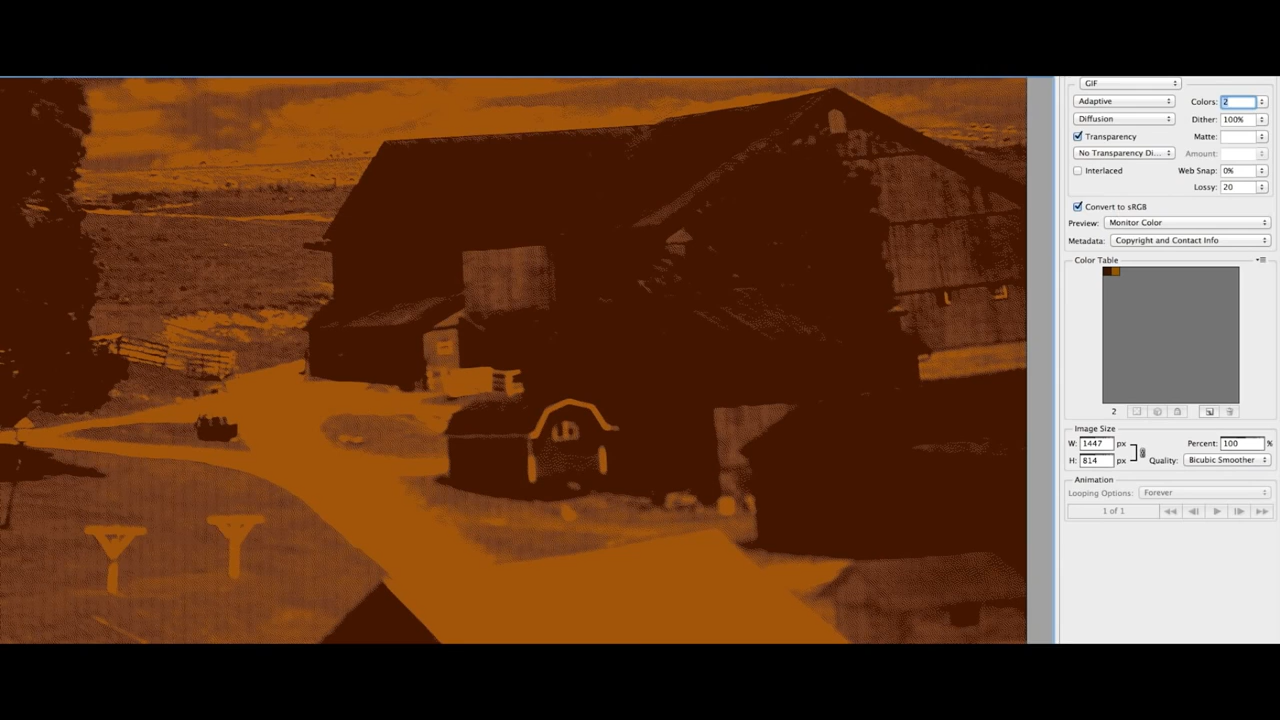 GIF
Adaptive Colors: 2
Diffusion Dither: 100%
Transparency Matte:
No Transparency Di... Amount:
Interlaced Web Snap: 0%
Lossy: 20
Convert to sRGB
Preview: Monitor Color
Metadata: Copyright and Contact Info
Color Table
2
Image Size
W: 1447 px Percent: 100 %
H: 814 px Quality: Bicubic Smoother
Animation
Looping Options: Forever
1 of 1